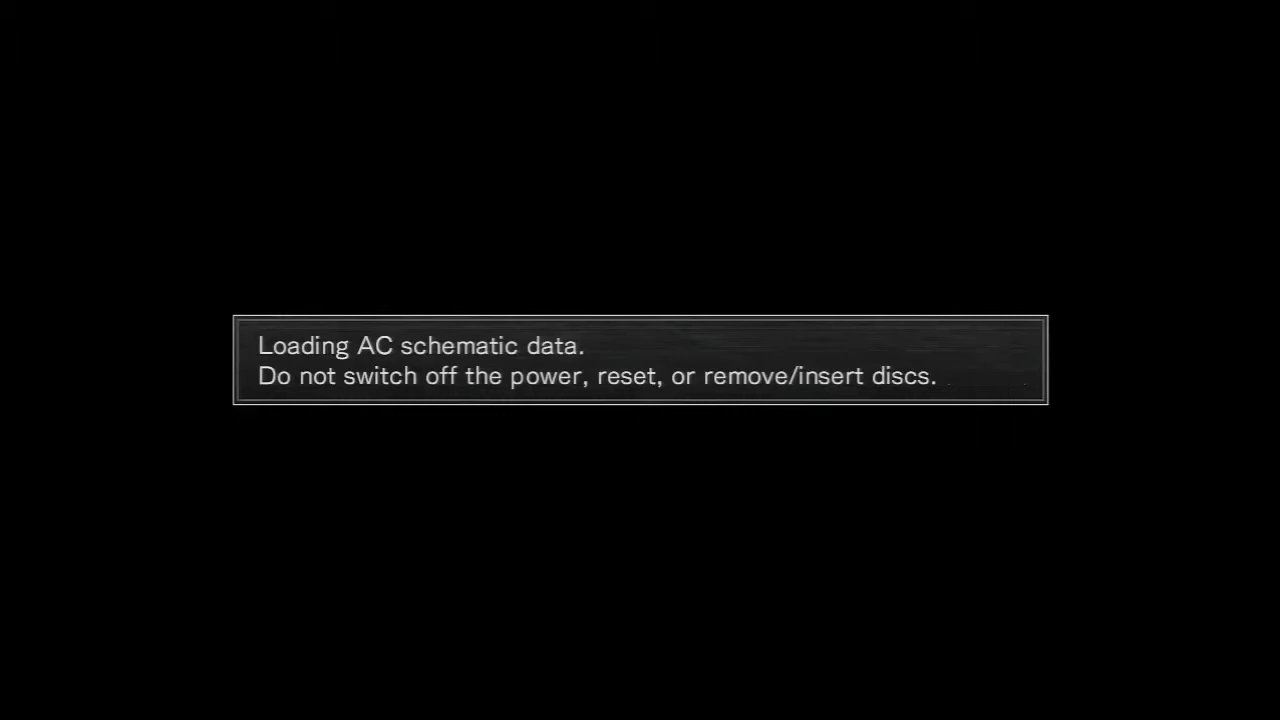 Loading AC schematic data.
Do not switch off the power, reset, or remove/insert discs.